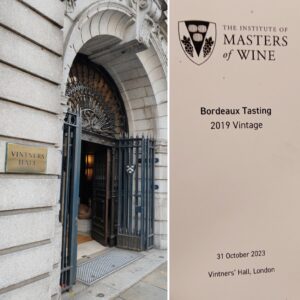 VINTNERS
HALL
THE INSTITUTE OF
MASTERS
of WINE
Bordeaux Tasting
2019 Vintage
31 October 2023
Vintners' Hall, London